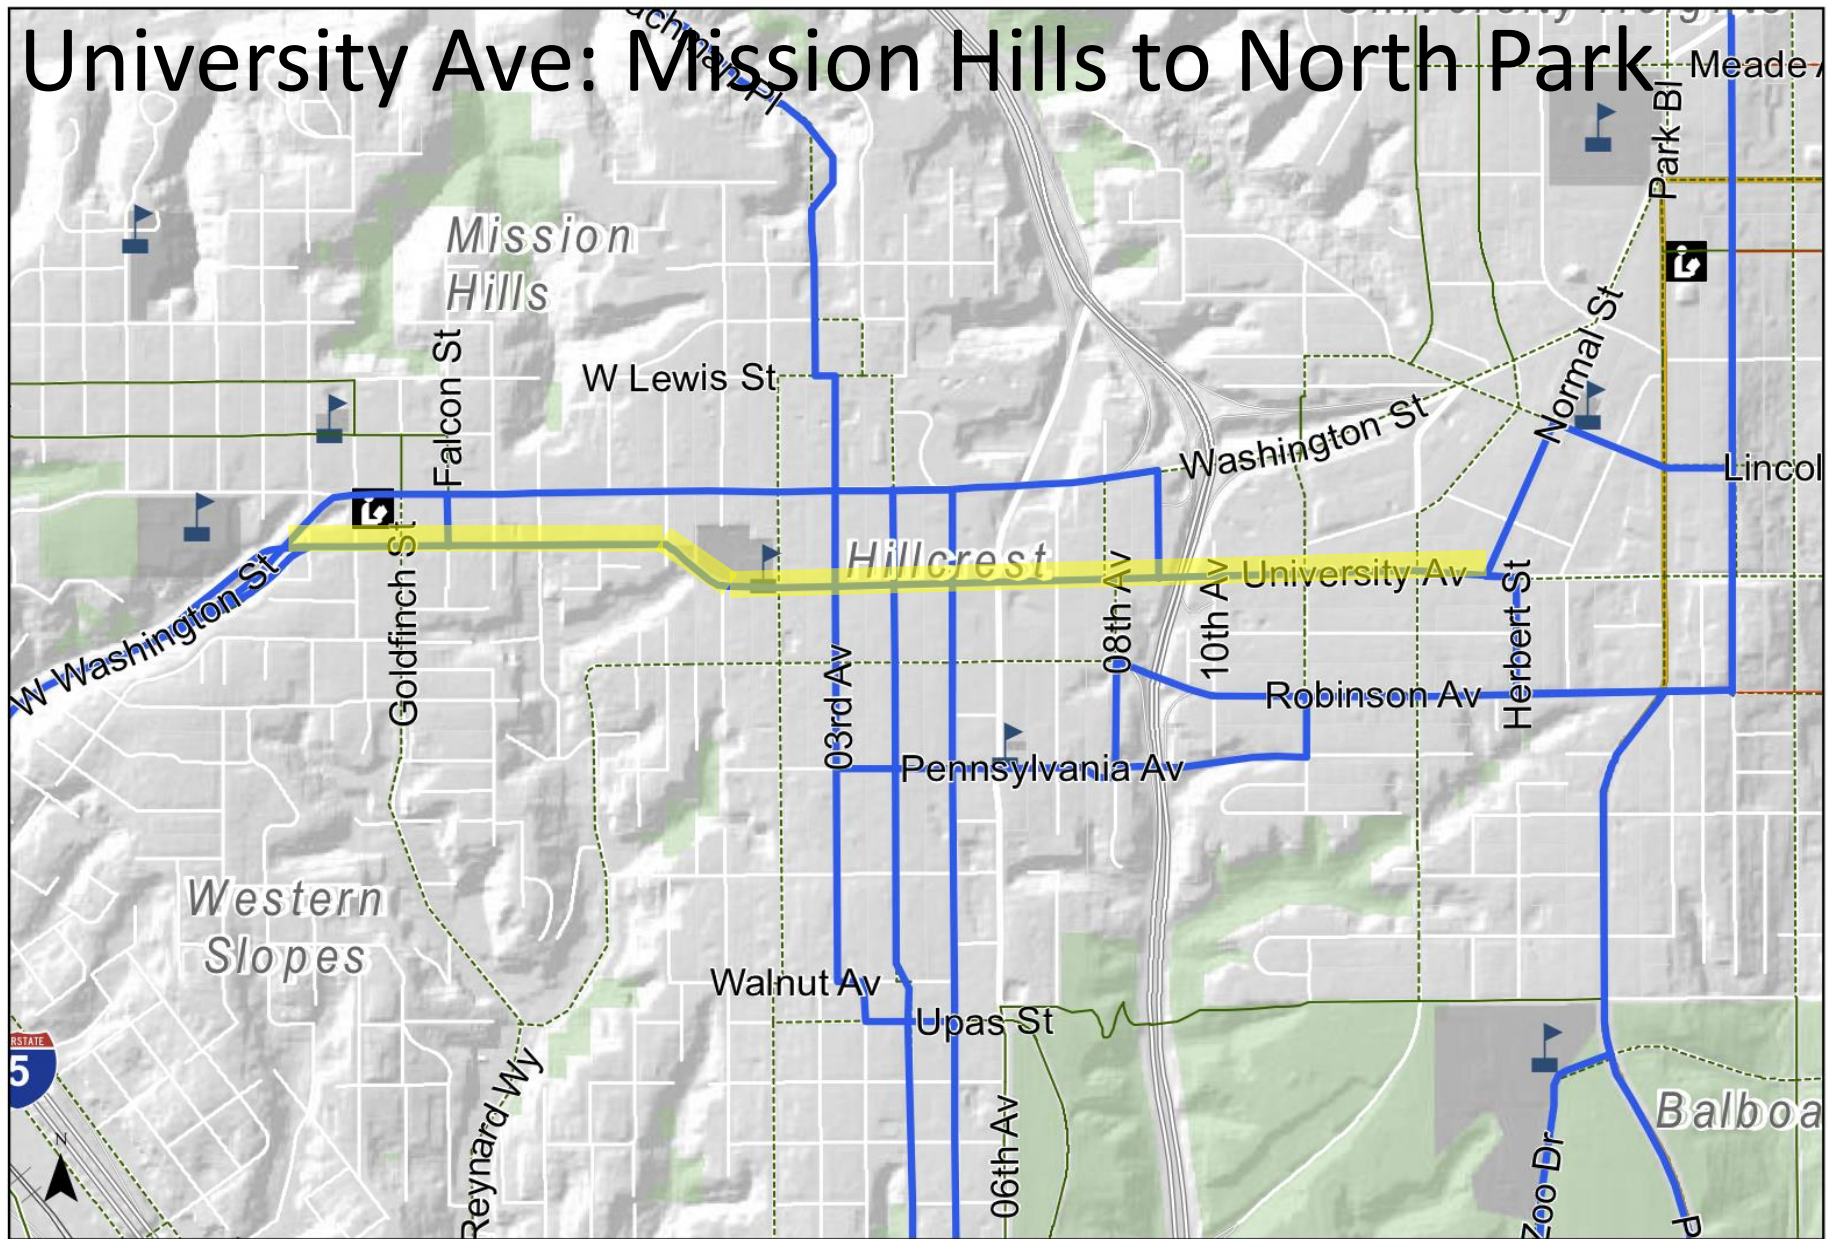 University Ave: Mission Hills to North Park
Meade
Park Bl
Mission
Hills
Normal St
Falcon St
W Lewis St
Washington St
Lincol
Hillcrest
University Av
W Washington St
Goldfinch St
08th Av
10th Av
Herbert St
03rd Av
Robinson Av
Pennsylvania Av
Western
Slopes
Walnut Av
Upas St
5
N
Reynard Wy
06th Av
Zoo Dr
Balboa
P